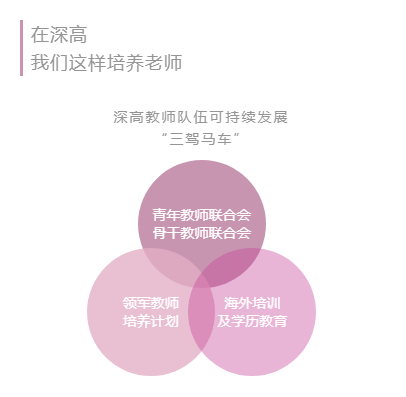 在深高
我们这样培养老师
深高教师队伍可持续发展
“三驾马车”
青年教师联合会
骨干教师联合会
领军教师
培养计划
海外培训
及学历教育